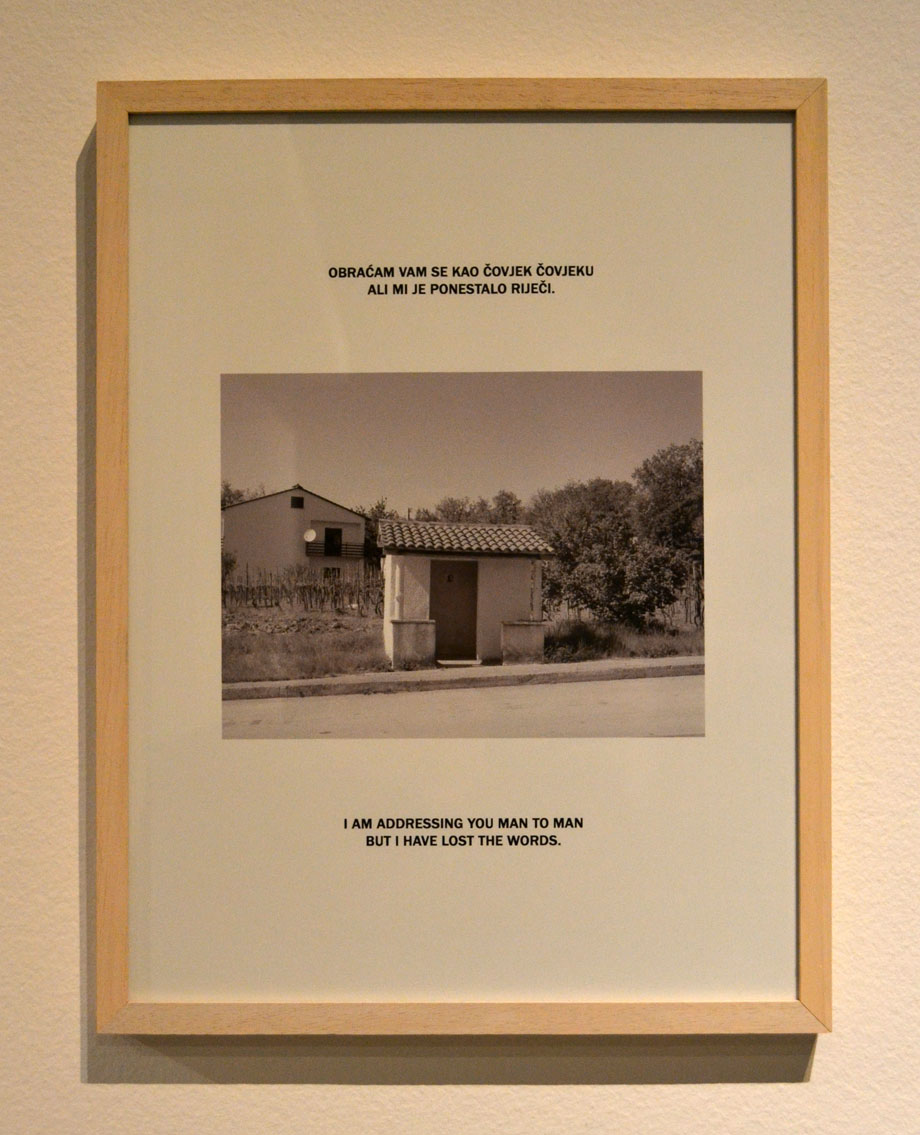 OBRAĆAM VAM SE KAO ČOVJEK ČOVJEKU
ALI MI JE PONESTALO RIJEČI.
I AM ADDRESSING YOU MAN TO MAN
BUT I HAVE LOST THE WORDS.